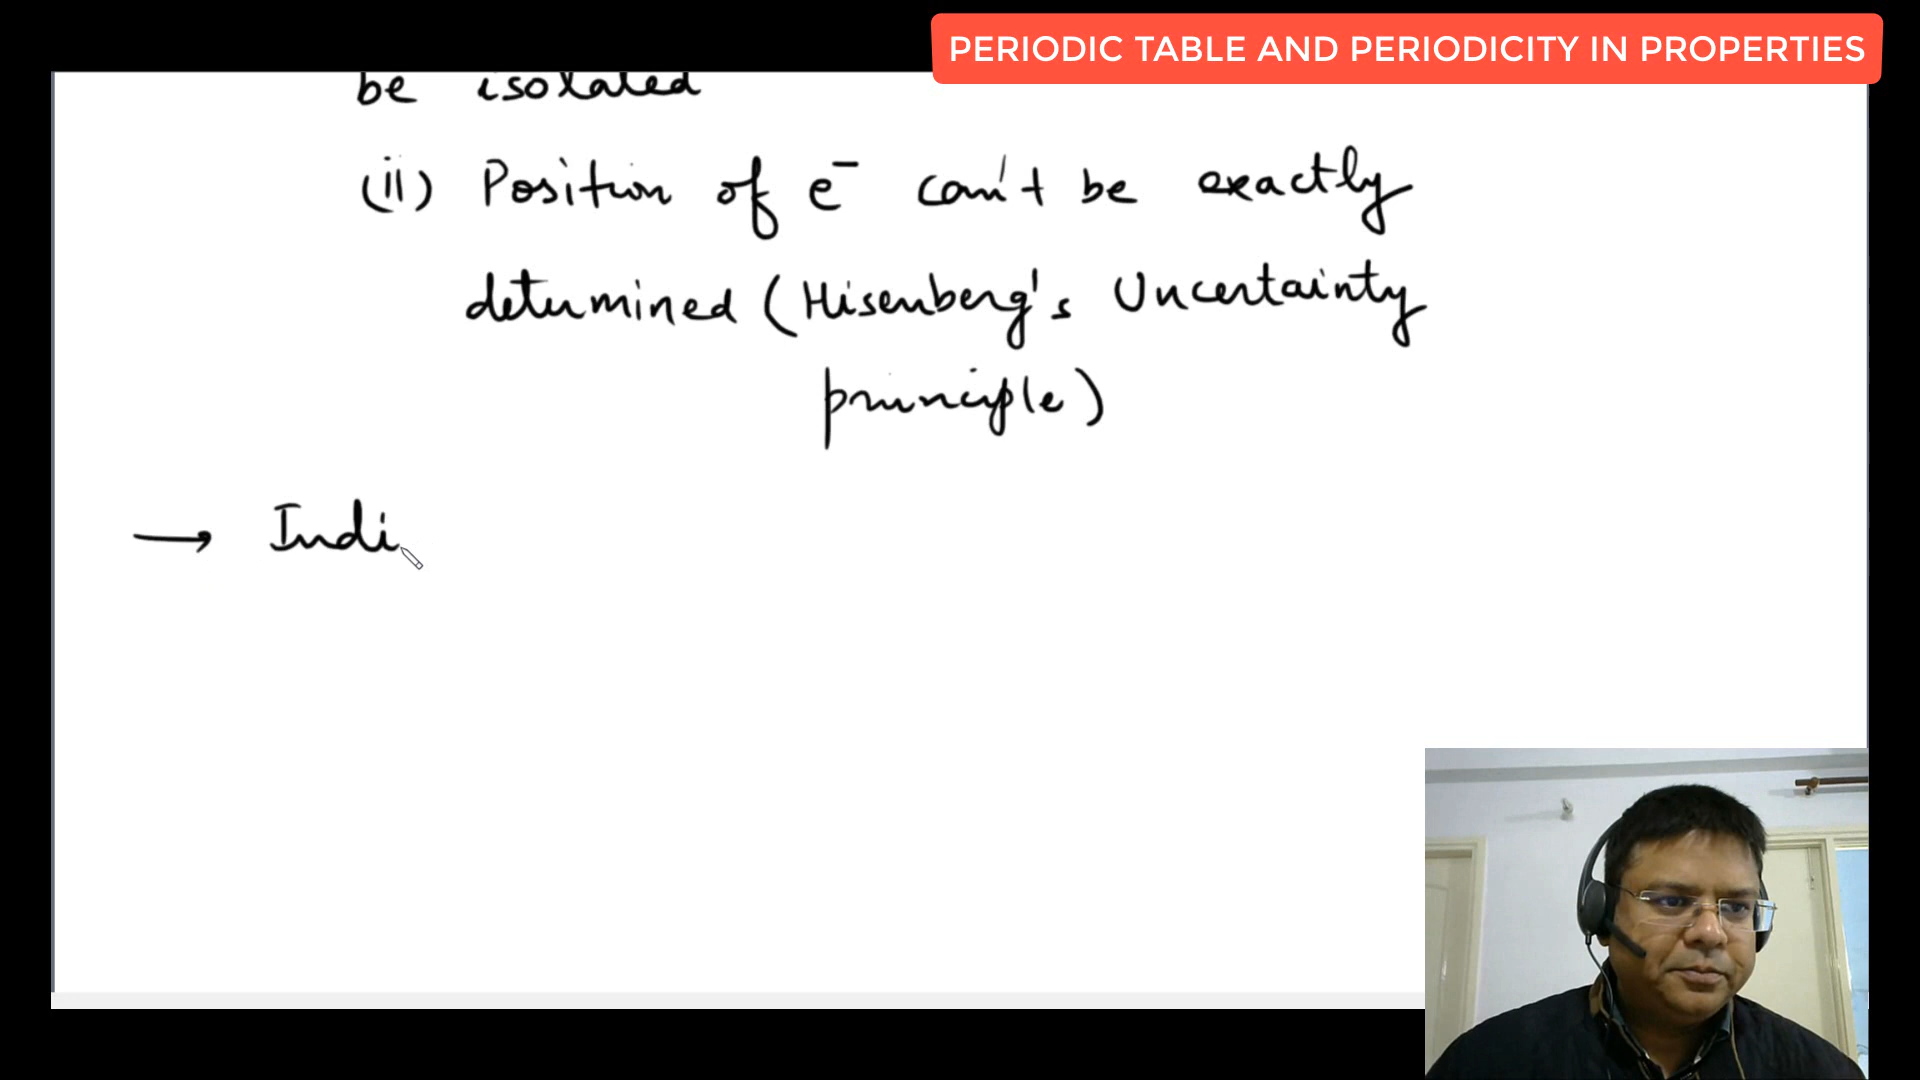 PERIODIC TABLE AND PERIODICITY IN PROPERTIES
be isolated
(ii) Position of e⁻ can't be exactly
determined (Hisenberg's Uncertainty
principle)
→ Indi